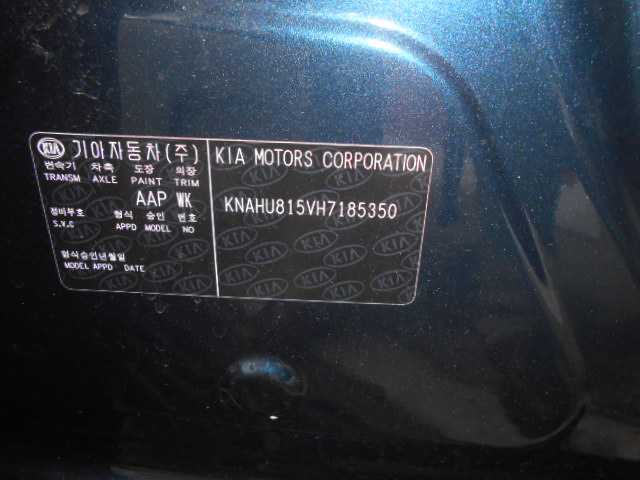 KIA 기아자동차(주)
변속기 차축 도장 의장
TRANSM AXLE PAINT TRIM
AAP WK
정비부호 형식 승인 번호
S.V.C APPD MODEL NO
형식승인년월일
MODEL APPD DATE
KIA MOTORS CORPORATION
KNAHU815VH7185350